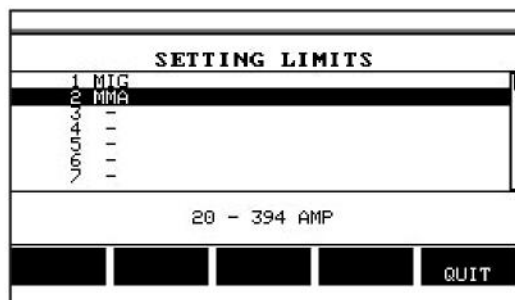 SETTING LIMITS
1 MIG
2 MMA
3 -
4 -
5 -
6 -
7 -
20 - 394 AMP
QUIT